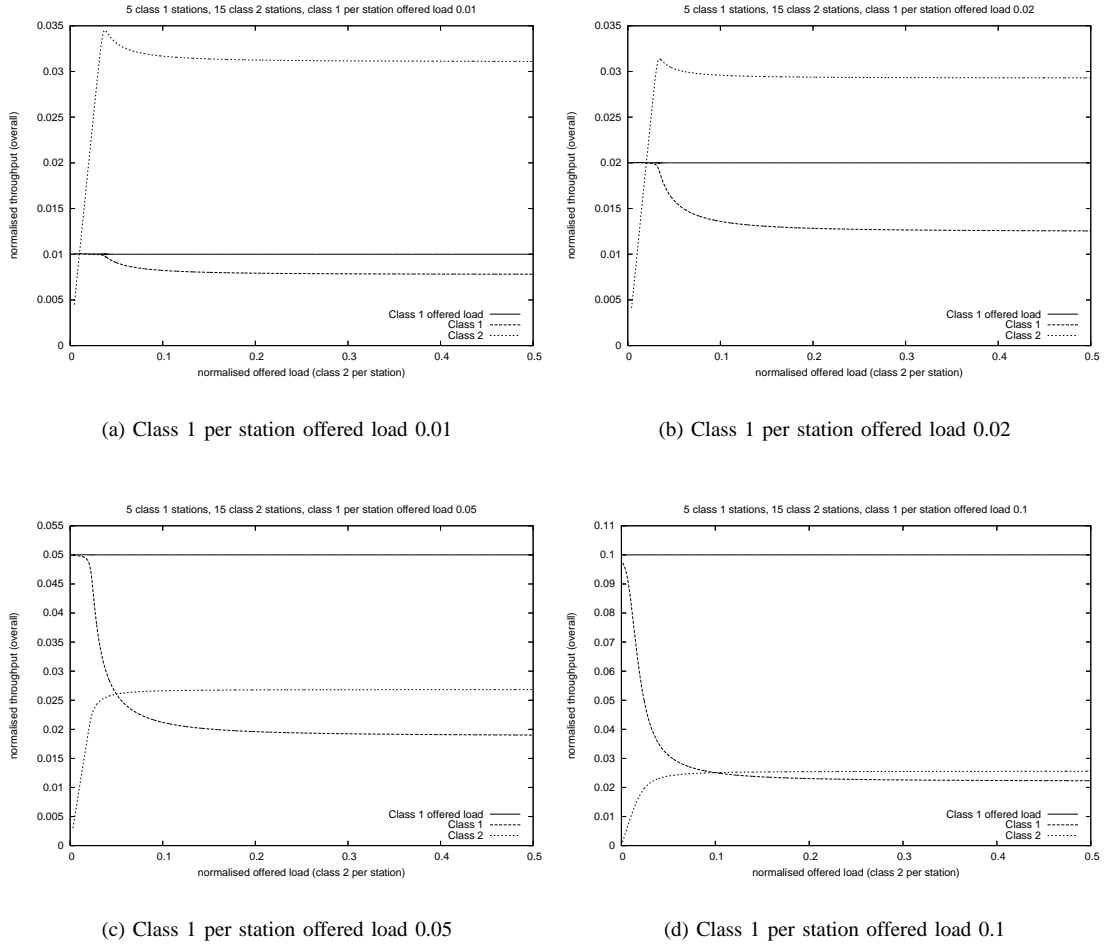 5 class 1 stations, 15 class 2 stations, class 1 per station offered load 0.01
0.035
0.03
0.025
0.02
0.015
0.01
0.005
0
normalised throughput (overall)
Class 1 offered load
Class 1
Class 2
0 0.1 0.2 0.3 0.4 0.5
normalised offered load (class 2 per station)
(a) Class 1 per station offered load 0.01
5 class 1 stations, 15 class 2 stations, class 1 per station offered load 0.02
0.035
0.03
0.025
0.02
0.015
0.01
0.005
0
normalised throughput (overall)
Class 1 offered load
Class 1
Class 2
0 0.1 0.2 0.3 0.4 0.5
normalised offered load (class 2 per station)
(b) Class 1 per station offered load 0.02
5 class 1 stations, 15 class 2 stations, class 1 per station offered load 0.05
0.055
0.05
0.045
0.04
0.035
0.03
0.025
0.02
0.015
0.01
0.005
0
normalised throughput (overall)
Class 1 offered load
Class 1
Class 2
0 0.1 0.2 0.3 0.4 0.5
normalised offered load (class 2 per station)
(c) Class 1 per station offered load 0.05
5 class 1 stations, 15 class 2 stations, class 1 per station offered load 0.1
0.11
0.1
0.09
0.08
0.07
0.06
0.05
0.04
0.03
0.02
0.01
0
normalised throughput (overall)
Class 1 offered load
Class 1
Class 2
0 0.1 0.2 0.3 0.4 0.5
normalised offered load (class 2 per station)
(d) Class 1 per station offered load 0.1